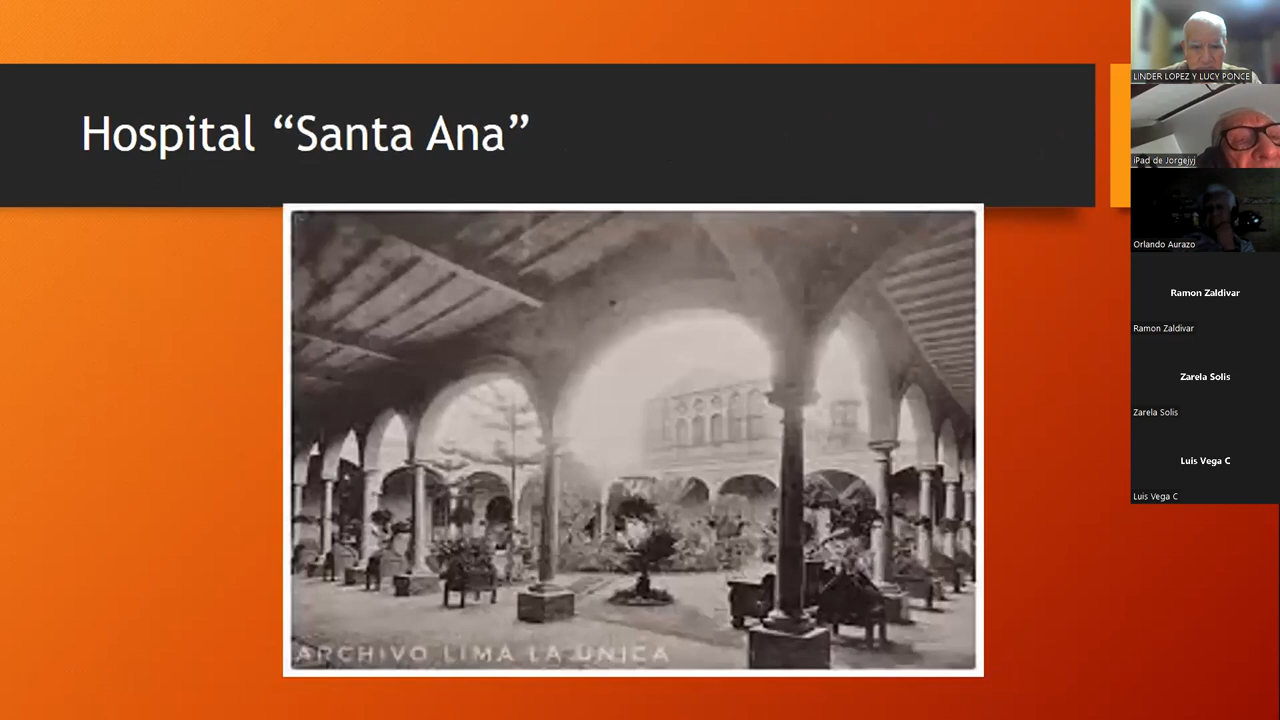 Hospital “Santa Ana”
ARCHIVO LIMA LA UNICA
LINDER LOPEZ Y LUCY PONCE
iPad de Jorgejyj
Orlando Aurazo
Ramon Zaldivar
Ramon Zaldivar
Zarela Solis
Zarela Solis
Luis Vega C
Luis Vega C